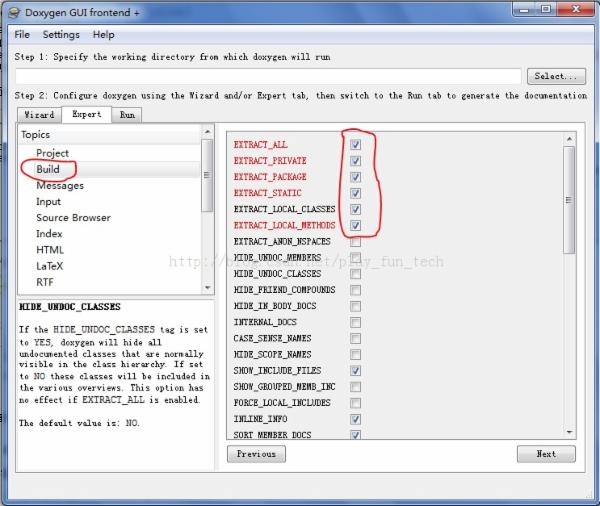 Doxygen GUI frontend +
File Settings Help
Step 1: Specify the working directory from which doxygen will run
Select...
Step 2: Configure doxygen using the Wizard and/or Expert tab, then switch to the Run tab to generate the documentation
Wizard Expert Run
Topics
Project
Build
Messages
Input
Source Browser
Index
HTML
LaTeX
RTF
EXTRACT_ALL
EXTRACT_PRIVATE
EXTRACT_PACKAGE
EXTRACT_STATIC
EXTRACT_LOCAL_CLASSES
EXTRACT_LOCAL_METHODS
EXTRACT_ANON_NSPACES
HIDE_UNDOC_MEMBERS
HIDE_UNDOC_CLASSES
HIDE_FRIEND_COMPOUNDS
HIDE_IN_BODY_DOCS
INTERNAL_DOCS
CASE_SENSE_NAMES
HIDE_SCOPE_NAMES
SHOW_INCLUDE_FILES
SHOW_GROUPED_MEMB_INC
FORCE_LOCAL_INCLUDES
INLINE_INFO
SORT_MEMBER_DOCS
HIDE_UNDOC_CLASSES
If the HIDE_UNDOC_CLASSES tag is set
to YES, doxygen will hide all
undocumented classes that are normally
visible in the class hierarchy. If set
to NO these classes will be included in
the various overviews. This option has
no effect if EXTRACT_ALL is enabled.
The default value is: NO.
Previous
Next